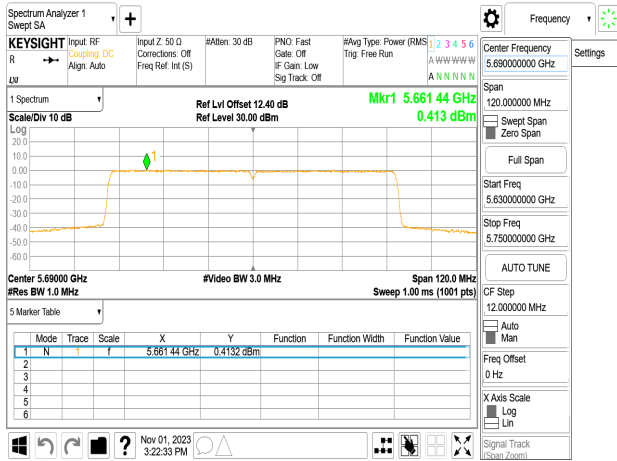 Spectrum Analyzer 1
Swept SA
KEYSIGHT
R
LXI
Input: RF
Coupling: DC
Align: Auto
Input Z: 50 Ω
Corrections: Off
Freq Ref: Int (S)
#Atten: 30 dB
PNO: Fast
Gate: Off
IF Gain: Low
Sig Track: Off
#Avg Type: Power (RMS
Trig: Free Run
1 2 3 4 5 6
A W W W W W
A N N N N N
1 Spectrum
Scale/Div 10 dB
Ref Lvl Offset 12.40 dB
Ref Level 30.00 dBm
Mkr1 5.661 44 GHz
0.413 dBm
Log
20.0
10.0
0.00
-10.0
-20.0
-30.0
-40.0
-50.0
-60.0
1
Center 5.69000 GHz
#Res BW 1.0 MHz
#Video BW 3.0 MHz
Span 120.0 MHz
Sweep 1.00 ms (1001 pts)
5 Marker Table
Mode Trace Scale X Y Function Function Width Function Value
1 N 1 f 5.661 44 GHz 0.4132 dBm
2
3
4
5
6
?
Nov 01, 2023
3:22:33 PM
Frequency
Settings
Center Frequency
5.690000000 GHz
Span
120.000000 MHz
Swept Span
Zero Span
Full Span
Start Freq
5.630000000 GHz
Stop Freq
5.750000000 GHz
AUTO TUNE
CF Step
12.000000 MHz
Auto
Man
Freq Offset
0 Hz
X Axis Scale
Log
Lin
Signal Track
(Span Zoom)